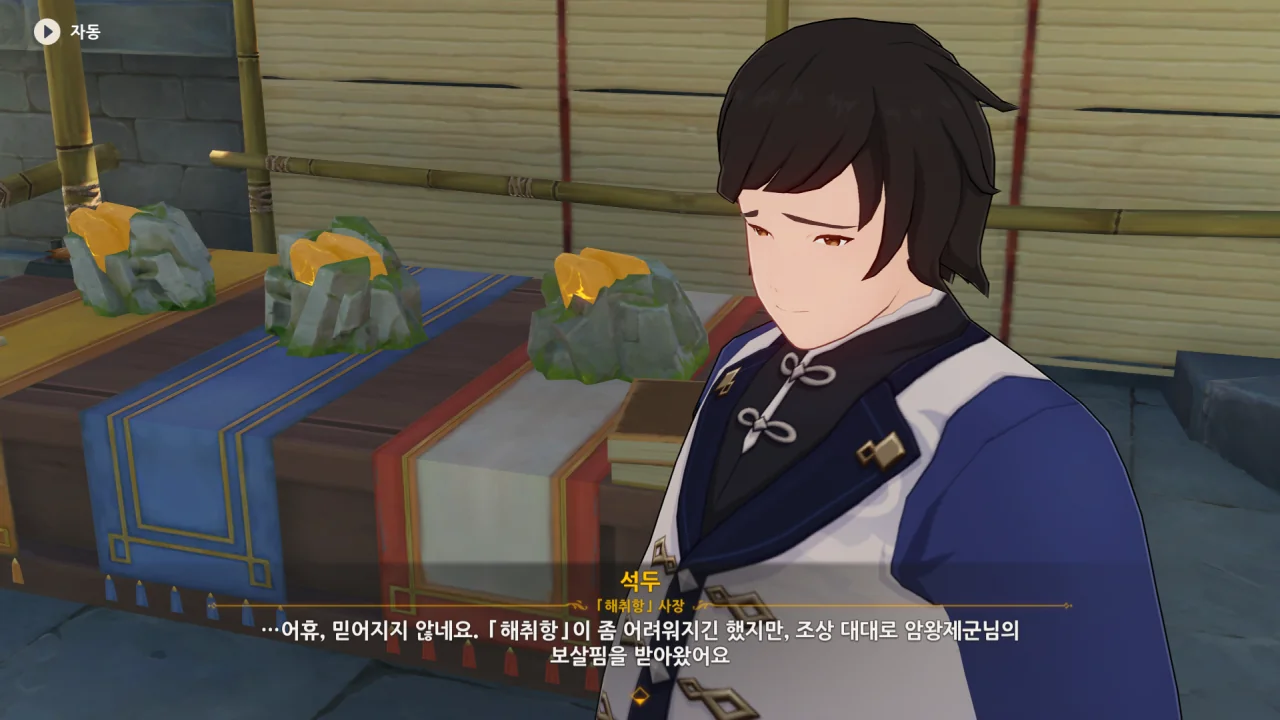 자동
석두
「해취항」 사장
…어휴, 믿어지지 않네요. 「해취항」이 좀 어려워지긴 했지만, 조상 대대로 암왕제군님의
보살핌을 받아왔어요